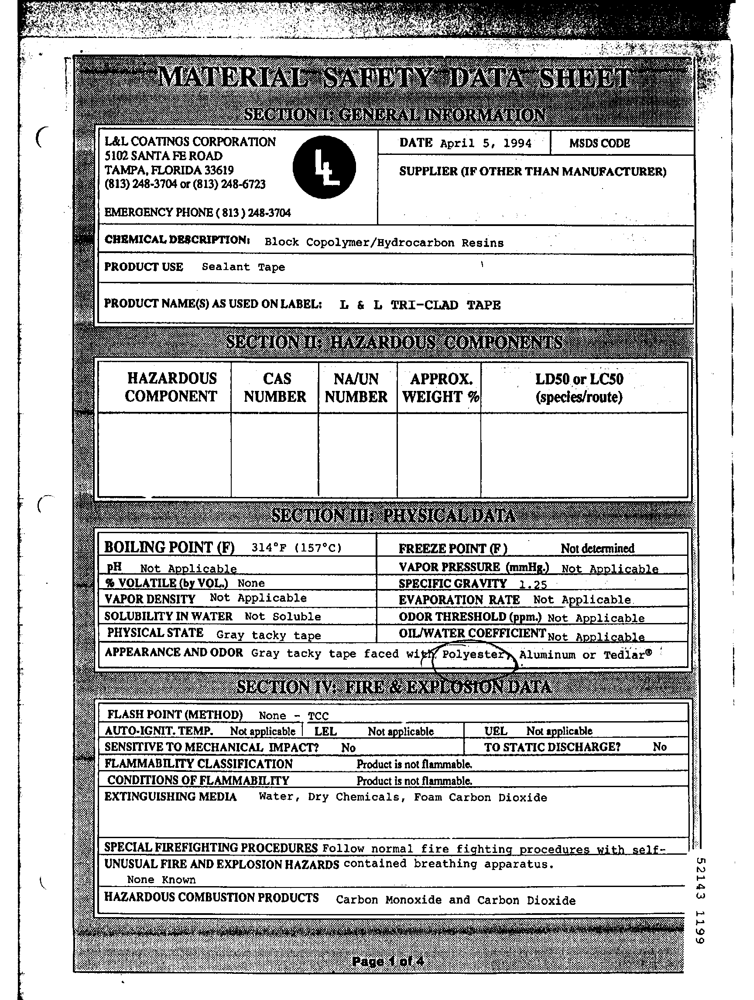 MATERIAL SAFETY DATA SHEET
SECTION I: GENERAL INFORMATION
L&L COATINGS CORPORATION
5102 SANTA FE ROAD
TAMPA, FLORIDA 33619
(813) 248-3704 or (813) 248-6723
EMERGENCY PHONE ( 813 ) 248-3704
LL
DATE April 5, 1994 MSDS CODE
SUPPLIER (IF OTHER THAN MANUFACTURER)
CHEMICAL DESCRIPTION: Block Copolymer/Hydrocarbon Resins
PRODUCT USE Sealant Tape
PRODUCT NAME(S) AS USED ON LABEL: L & L TRI-CLAD TAPE
SECTION II: HAZARDOUS COMPONENTS
HAZARDOUS COMPONENT CAS NUMBER NA/UN NUMBER APPROX. WEIGHT % LD50 or LC50 (species/route)
SECTION III: PHYSICAL DATA
BOILING POINT (F) 314°F (157°C) FREEZE POINT (F) Not determined
pH Not Applicable VAPOR PRESSURE (mmHg.) Not Applicable
% VOLATILE (by VOL.) None SPECIFIC GRAVITY 1.25
VAPOR DENSITY Not Applicable EVAPORATION RATE Not Applicable
SOLUBILITY IN WATER Not Soluble ODOR THRESHOLD (ppm.) Not Applicable
PHYSICAL STATE Gray tacky tape OIL/WATER COEFFICIENT Not Applicable
APPEARANCE AND ODOR Gray tacky tape faced with Polyester, Aluminum or Tedlar®
SECTION IV: FIRE & EXPLOSION DATA
FLASH POINT (METHOD) None - TCC
AUTO-IGNIT. TEMP. Not applicable LEL Not applicable UEL Not applicable
SENSITIVE TO MECHANICAL IMPACT? No TO STATIC DISCHARGE? No
FLAMMABILITY CLASSIFICATION Product is not flammable.
CONDITIONS OF FLAMMABILITY Product is not flammable.
EXTINGUISHING MEDIA Water, Dry Chemicals, Foam Carbon Dioxide
SPECIAL FIREFIGHTING PROCEDURES Follow normal fire fighting procedures with self-
UNUSUAL FIRE AND EXPLOSION HAZARDS contained breathing apparatus.
None Known
HAZARDOUS COMBUSTION PRODUCTS Carbon Monoxide and Carbon Dioxide
Page 1 of 4
52143 1199